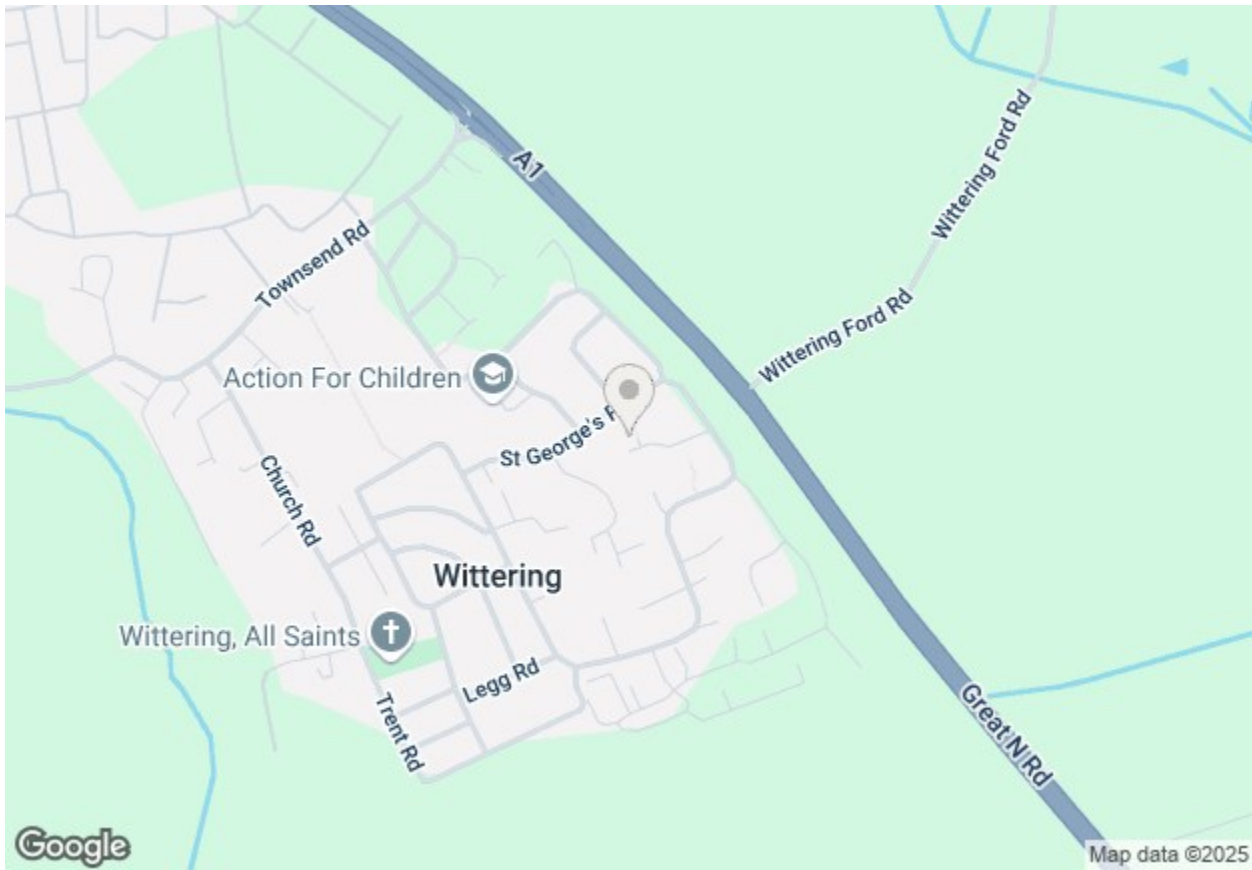 A1
Wittering Ford Rd
Townsend Rd
Wittering Ford Rd
Action For Children
St George's
Church Rd
Wittering
Wittering, All Saints
Legg Rd
Trent Rd
Great N Rd
Google
Map data ©2025